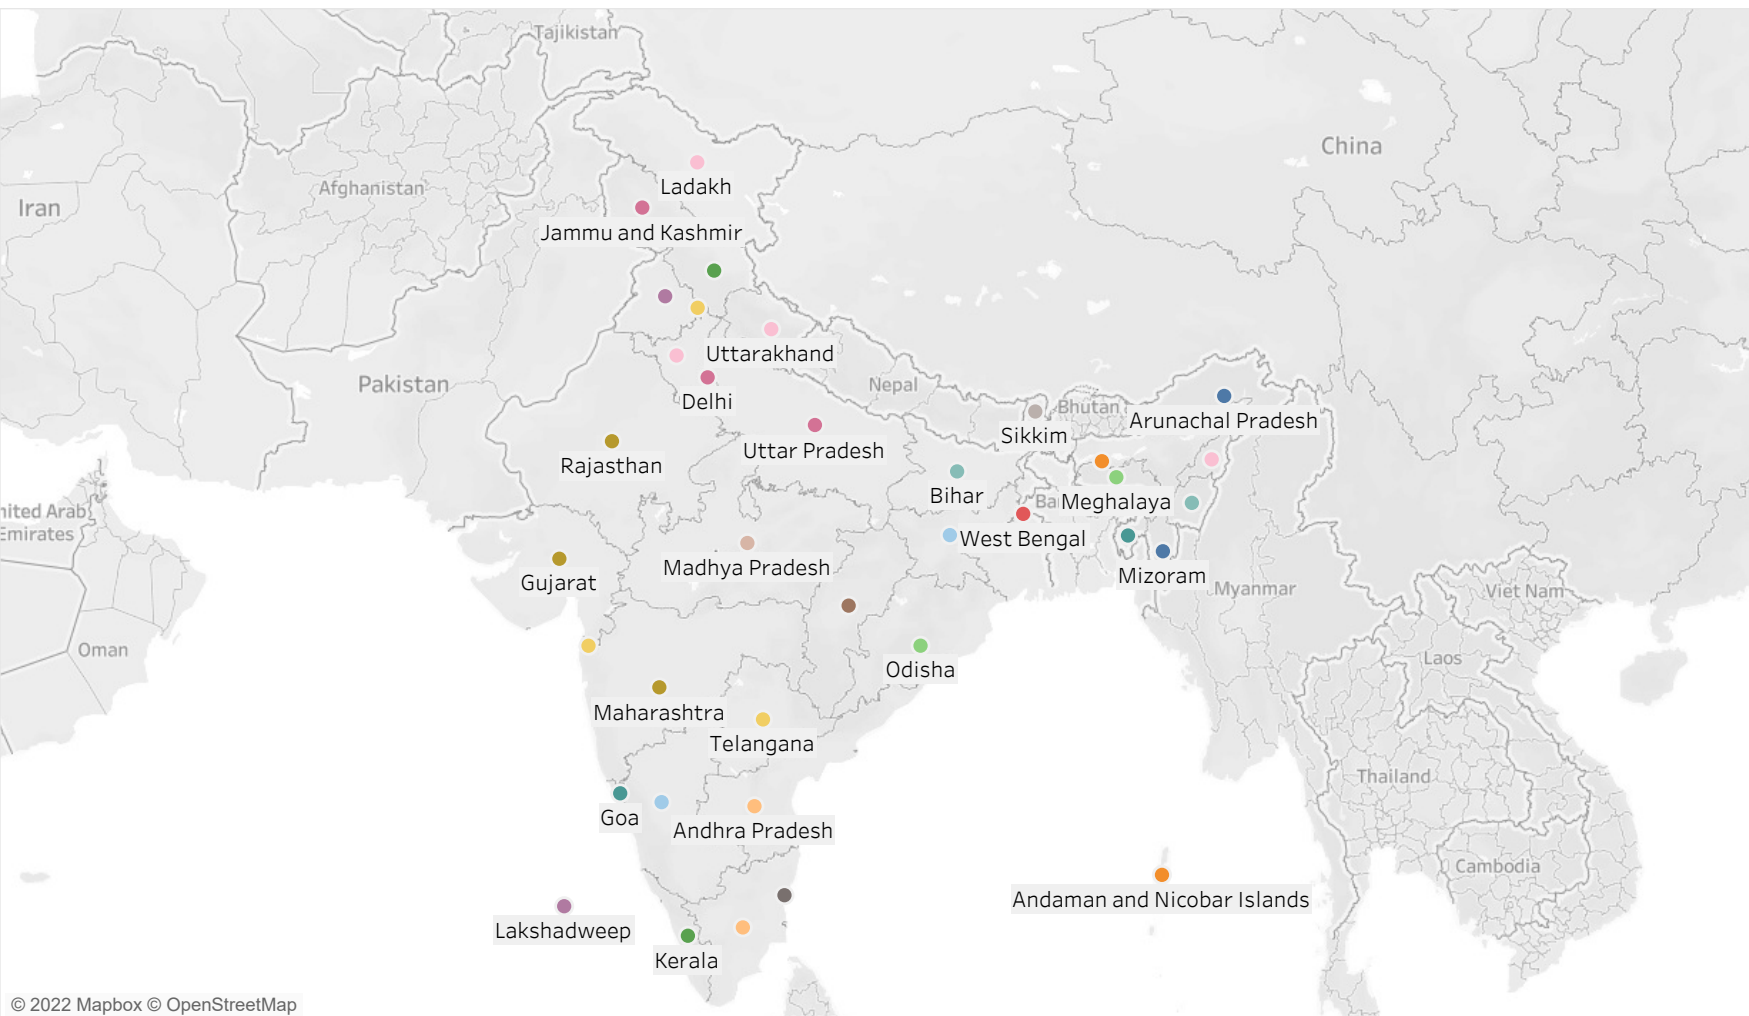 Tajikistan
China
Afghanistan
Ladakh
Iran
Jammu and Kashmir
Uttarakhand
Pakistan
Nepal
Delhi
Bhutan
Arunachal Pradesh
Sikkim
Uttar Pradesh
Rajasthan
Bihar
Meghalaya
Ba
nited Arab
Emirates
West Bengal
Madhya Pradesh
Mizoram
Gujarat
Myanmar
Viet Nam
Oman
Laos
Odisha
Maharashtra
Telangana
Thailand
Goa
Andhra Pradesh
Cambodia
Andaman and Nicobar Islands
Lakshadweep
Kerala
© 2022 Mapbox © OpenStreetMap